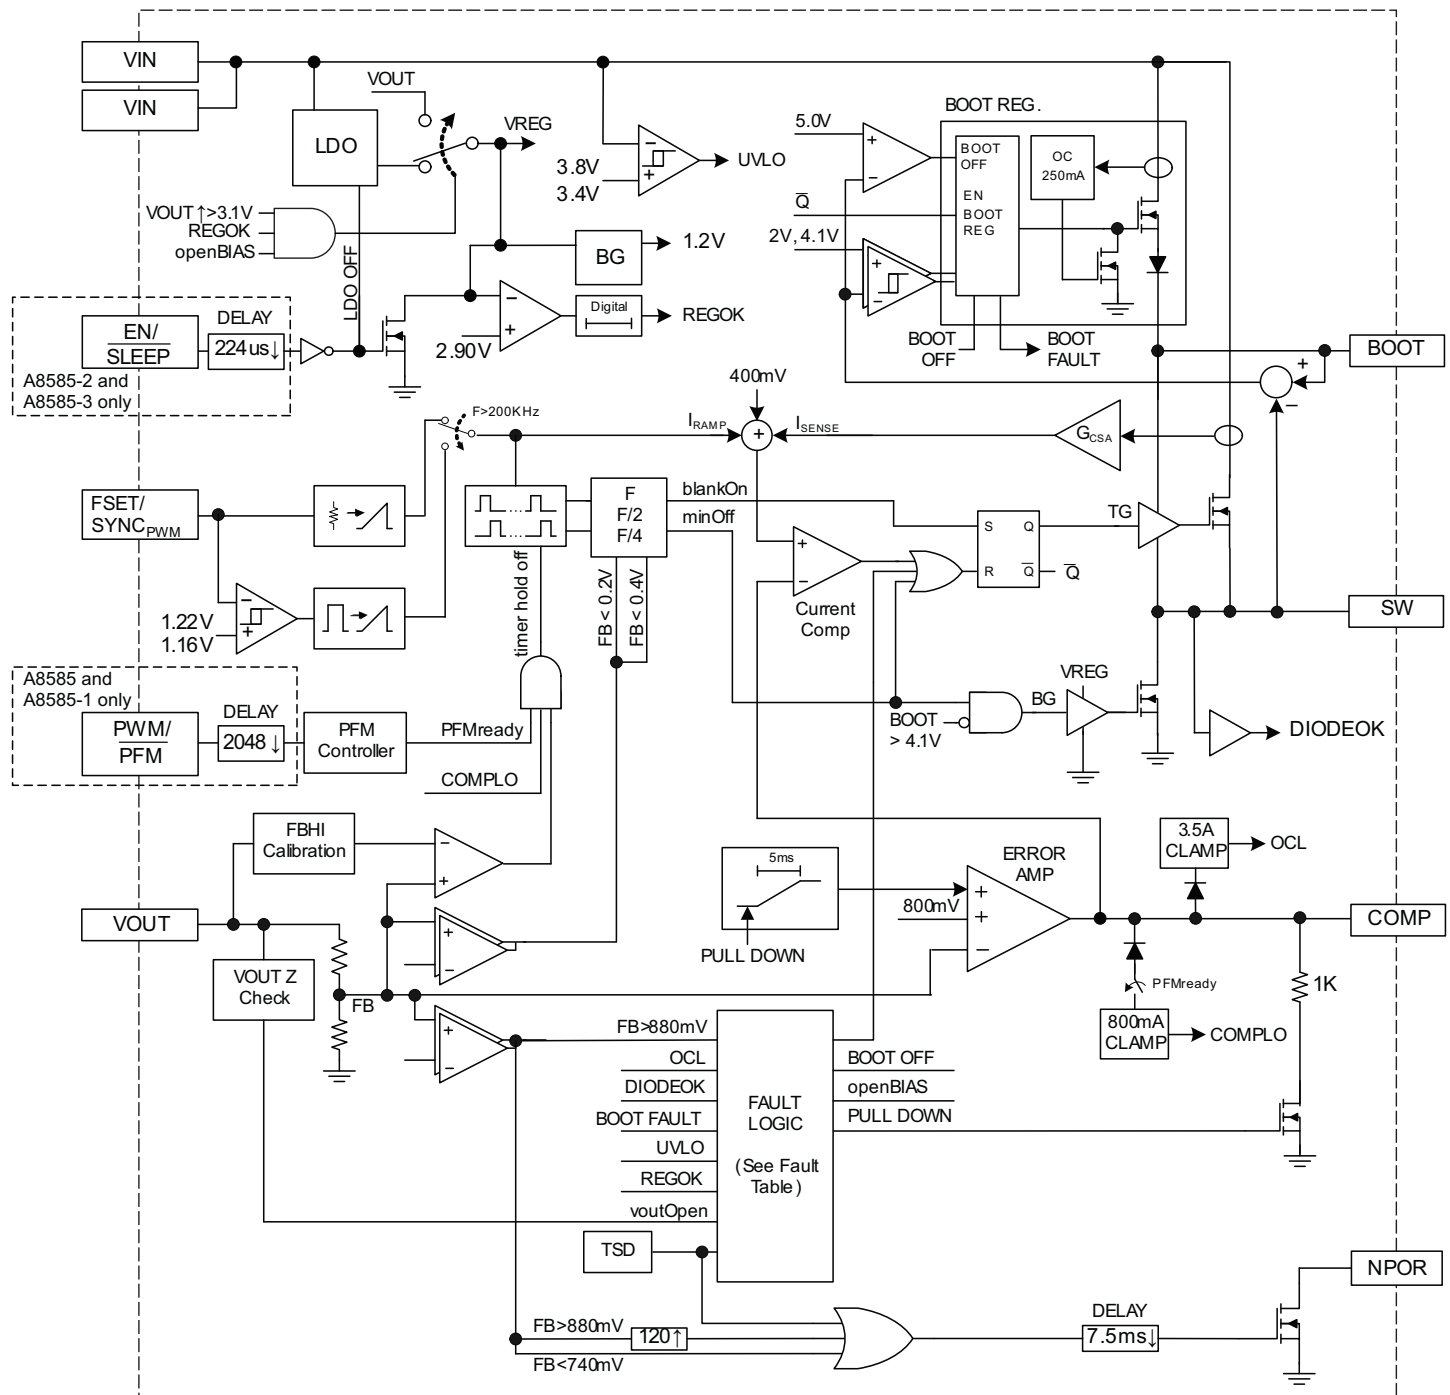 VIN
VIN
VOUT
LDO
VREG
3.8V
3.4V
UVLO
BOOT REG.
5.0V
BOOT
OFF
EN
BOOT
REG
OC
250mA
Q̅
2V, 4.1V
BOOT
OFF
BOOT
FAULT
VOUT ↑>3.1V
REGOK
openBIAS
LDO OFF
BG
1.2V
Digital
REGOK
2.90V
EN/
SLEEP
DELAY
224us↓
A8585-2 and
A8585-3 only
BOOT
+
−
400mV
F>200KHz
I RAMP
+
I SENSE
G CSA
FSET/
SYNC PWM
1.22V
1.16V
timer hold off
F
F/2
F/4
blankOn
minOff
FB < 0.2V
FB < 0.4V
Current
Comp
S
Q
R
Q̅
Q̅
TG
SW
A8585 and
A8585-1 only
PWM/
PFM
DELAY
2048↓
PFM
Controller
PFMready
COMPLO
BOOT
> 4.1V
BG
VREG
DIODEOK
FBHI
Calibration
5ms
PULL DOWN
ERROR
AMP
800mV
3.5A
CLAMP
OCL
COMP
VOUT
VOUT Z
Check
FB
PFMready
800mA
CLAMP
COMPLO
1K
FB>880mV
OCL
DIODEOK
BOOT FAULT
UVLO
REGOK
voutOpen
FAULT
LOGIC
(See Fault
Table)
BOOT OFF
openBIAS
PULL DOWN
TSD
FB>880mV
120↑
FB<740mV
DELAY
7.5ms↓
NPOR